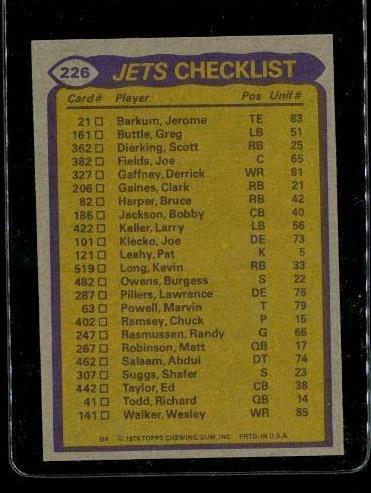 226 JETS CHECKLIST
Card # Player Pos Unif #
21 □ Barkum, Jerome TE 83
161 □ Buttle, Greg LB 51
362 □ Dierking, Scott RB 25
382 □ Fields, Joe C 65
327 □ Gaffney, Derrick WR 81
206 □ Gaines, Clark RB 21
82 □ Harper, Bruce RB 42
186 □ Jackson, Bobby CB 40
422 □ Keller, Larry LB 56
101 □ Klecko, Joe DE 73
121 □ Leahy, Pat K 5
519 □ Long, Kevin RB 33
482 □ Owens, Burgess S 22
287 □ Pillers, Lawrence DE 76
63 □ Powell, Marvin T 79
402 □ Ramsey, Chuck P 15
247 □ Rasmussen, Randy G 66
267 □ Robinson, Matt QB 17
462 □ Salaam, Abdul DT 74
307 □ Suggs, Shafer S 23
442 □ Taylor, Ed CB 38
41 □ Todd, Richard QB 14
141 □ Walker, Wesley WR 85
© 1979 TOPPS CHEWING GUM, INC PRTD. IN U.S.A.